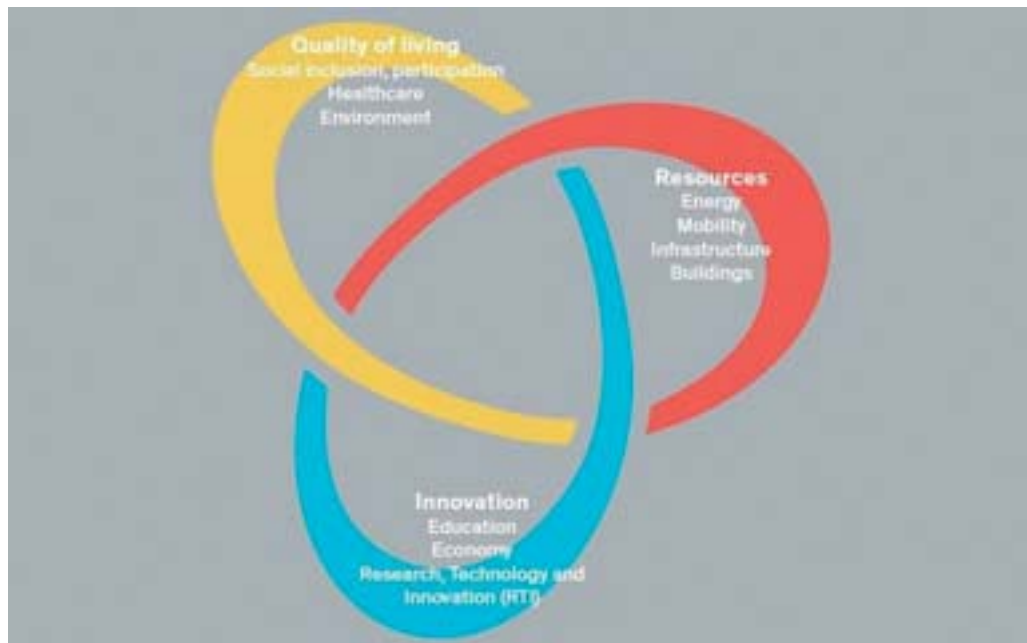 Quality of living
Social inclusion, participation
Healthcare
Environment
Resources
Energy
Mobility
Infrastructure
Buildings
Innovation
Education
Economy
Research, Technology and
Innovation (RTI)